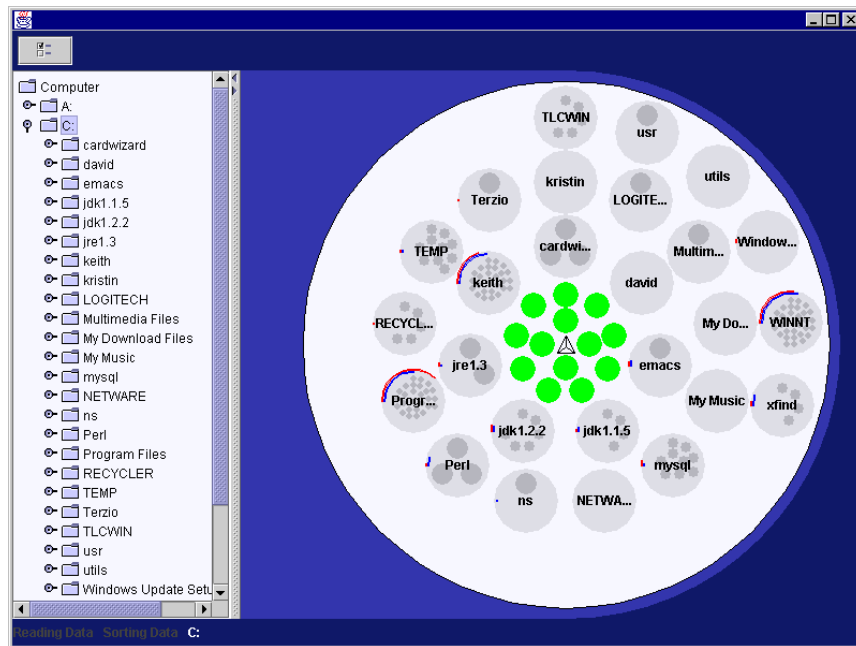 Computer
A:
C:
cardwizard
david
emacs
jdk1.1.5
jdk1.2.2
jre1.3
keith
kristin
LOGITECH
Multimedia Files
My Download Files
My Music
mysql
NETWARE
ns
Perl
Program Files
RECYCLER
TEMP
Terzio
TLCWIN
usr
utils
Windows Update Setu
TLCWIN
usr
utils
kristin
Terzio
LOGITE...
cardwi...
Multim...
Window...
TEMP
keith
david
RECYCL...
My Do...
WINNT
jre1.3
emacs
Progr...
My Music
xfind
jdk1.2.2
jdk1.1.5
Perl
mysql
ns
NETWA...
Reading Data Sorting Data C: